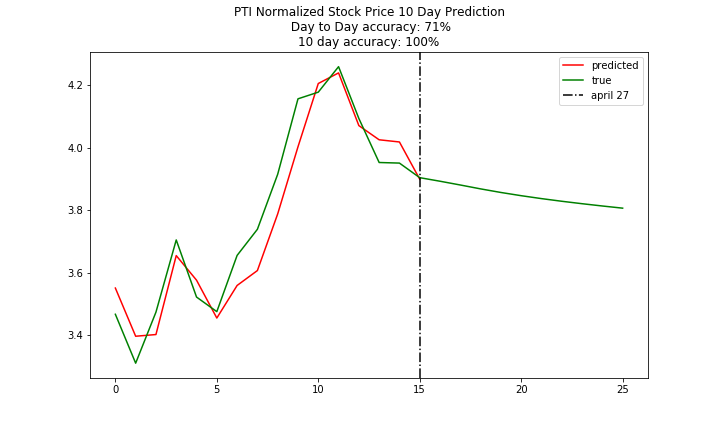 PTI Normalized Stock Price 10 Day Prediction
Day to Day accuracy: 71%
10 day accuracy: 100%
predicted
true
april 27
4.2
4.0
3.8
3.6
3.4
0 5 10 15 20 25